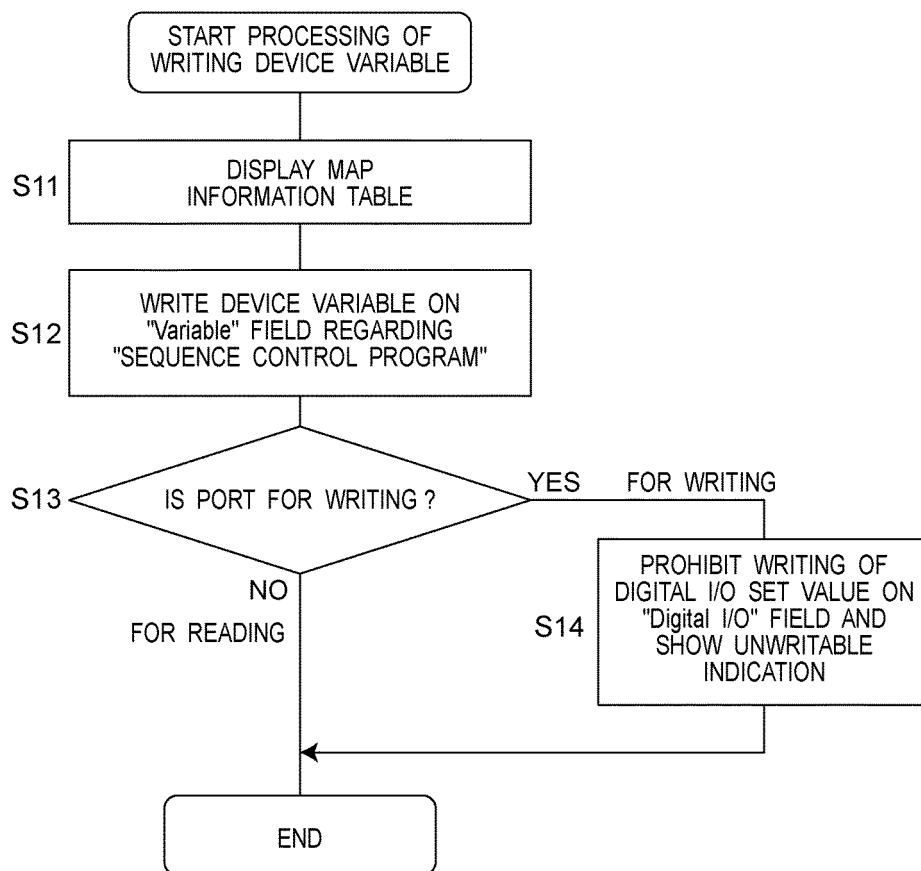 START PROCESSING OF
WRITING DEVICE VARIABLE
S11
DISPLAY MAP
INFORMATION TABLE
S12
WRITE DEVICE VARIABLE ON
"Variable" FIELD REGARDING
"SEQUENCE CONTROL PROGRAM"
S13
IS PORT FOR WRITING ?
YES FOR WRITING
NO
FOR READING
S14
PROHIBIT WRITING OF
DIGITAL I/O SET VALUE ON
"Digital I/O" FIELD AND
SHOW UNWRITABLE
INDICATION
END